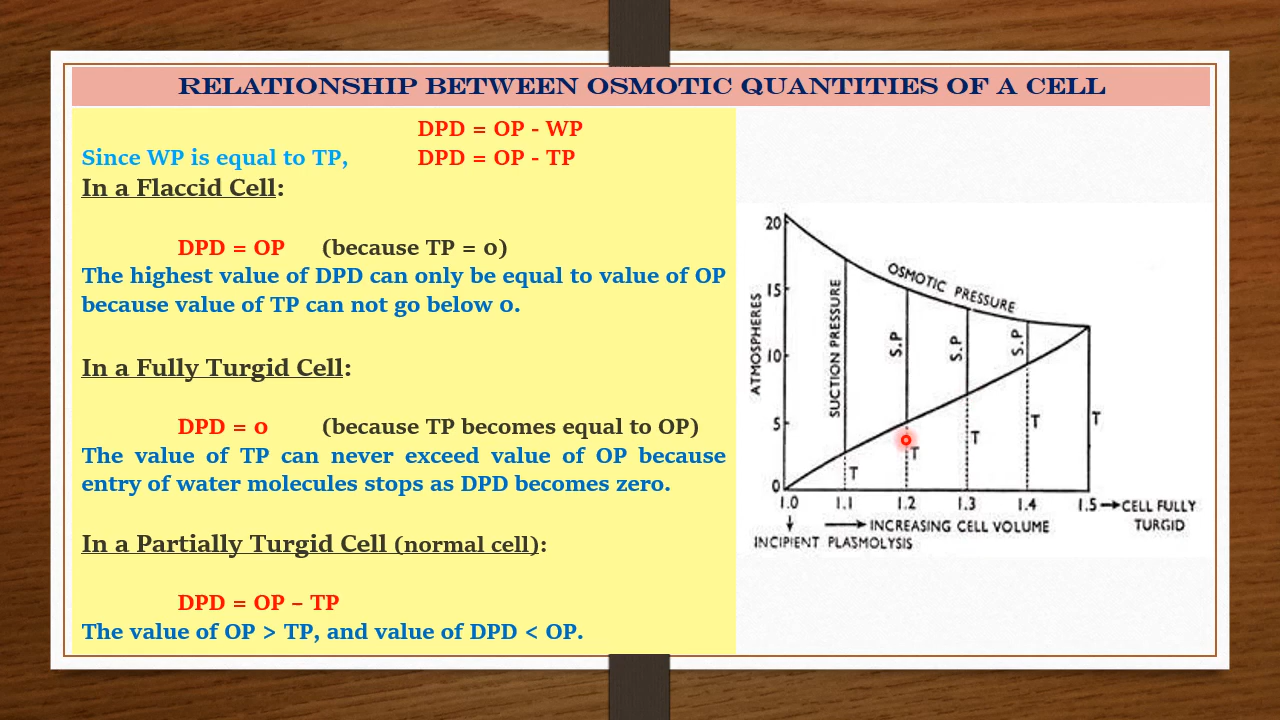 RELATIONSHIP BETWEEN OSMOTIC QUANTITIES OF A CELL
DPD = OP - WP
Since WP is equal to TP, DPD = OP - TP
In a Flaccid Cell:
DPD = OP (because TP = 0)
The highest value of DPD can only be equal to value of OP
because value of TP can not go below 0.
In a Fully Turgid Cell:
DPD = 0 (because TP becomes equal to OP)
The value of TP can never exceed value of OP because
entry of water molecules stops as DPD becomes zero.
In a Partially Turgid Cell (normal cell):
DPD = OP – TP
The value of OP > TP, and value of DPD < OP.
ATMOSPHERES
20
15
10
5
0
OSMOTIC PRESSURE
SUCTION PRESSURE
S.P
S.P
S.P
T
T
T
T
T
1.0 1.1 1.2 1.3 1.4 1.5 → CELL FULLY
TURGID
↓ → INCREASING CELL VOLUME
INCIPIENT PLASMOLYSIS